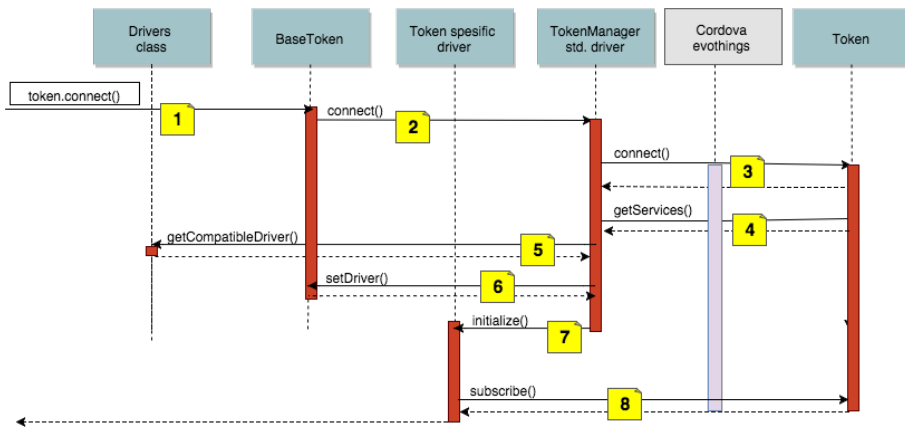 Drivers
class
BaseToken
Token spesific
driver
TokenManager
std. driver
Cordova
evothings
Token
token.connect()
1
connect()
2
connect()
3
getServices()
4
getCompatibleDriver()
5
setDriver()
6
initialize()
7
subscribe()
8